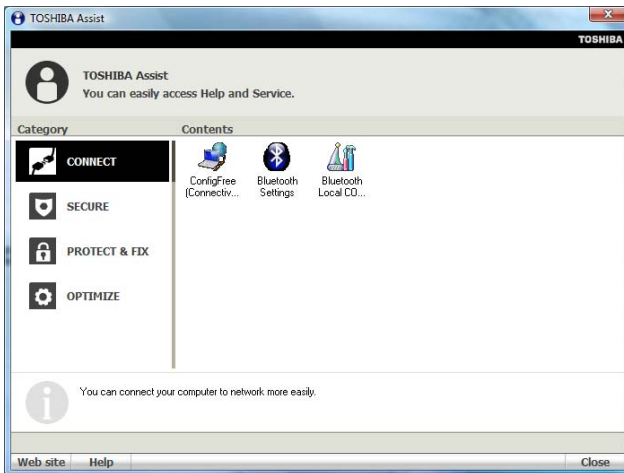 TOSHIBA Assist
TOSHIBA
TOSHIBA Assist
You can easily access Help and Service.
Category
Contents
CONNECT
SECURE
PROTECT & FIX
OPTIMIZE
ConfigFree
(Connectiv...
Bluetooth
Settings
Bluetooth
Local CO...
You can connect your computer to network more easily.
Web site
Help
Close